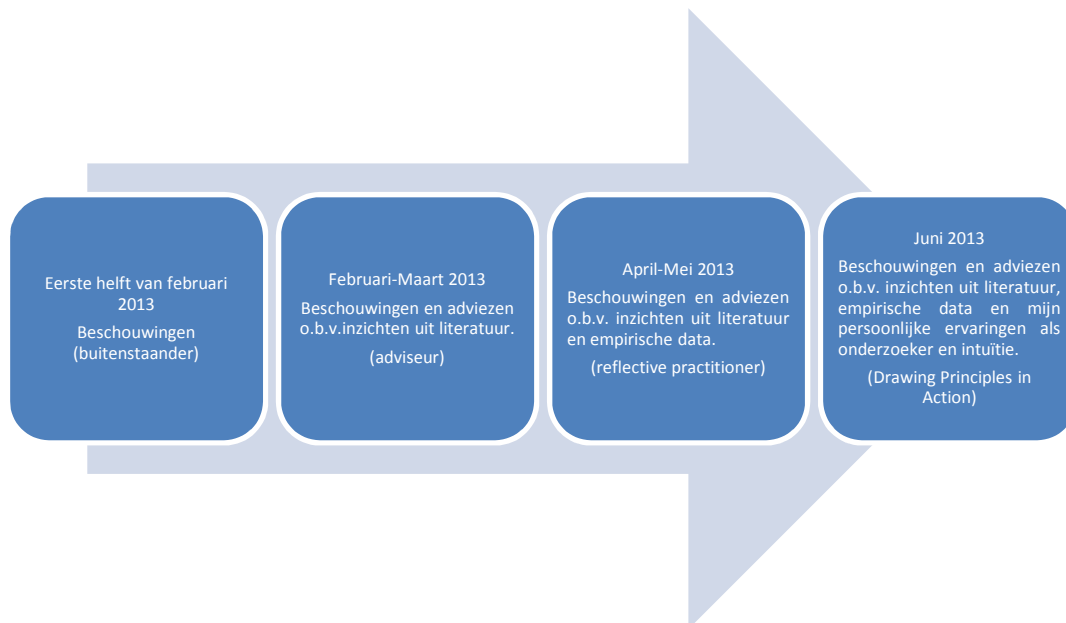 Eerste helft van februari
2013
Beschouwingen
(buitenstaander)
Februari-Maart 2013
Beschouwingen en adviezen
o.b.v.inzichten uit literatuur.
(adviseur)
April-Mei 2013
Beschouwingen en adviezen
o.b.v. inzichten uit literatuur
en empirische data.
(reflective practitioner)
Juni 2013
Beschouwingen en adviezen
o.b.v. inzichten uit literatuur,
empirische data en mijn
persoonlijke ervaringen als
onderzoeker en intuïtie.
(Drawing Principles in
Action)